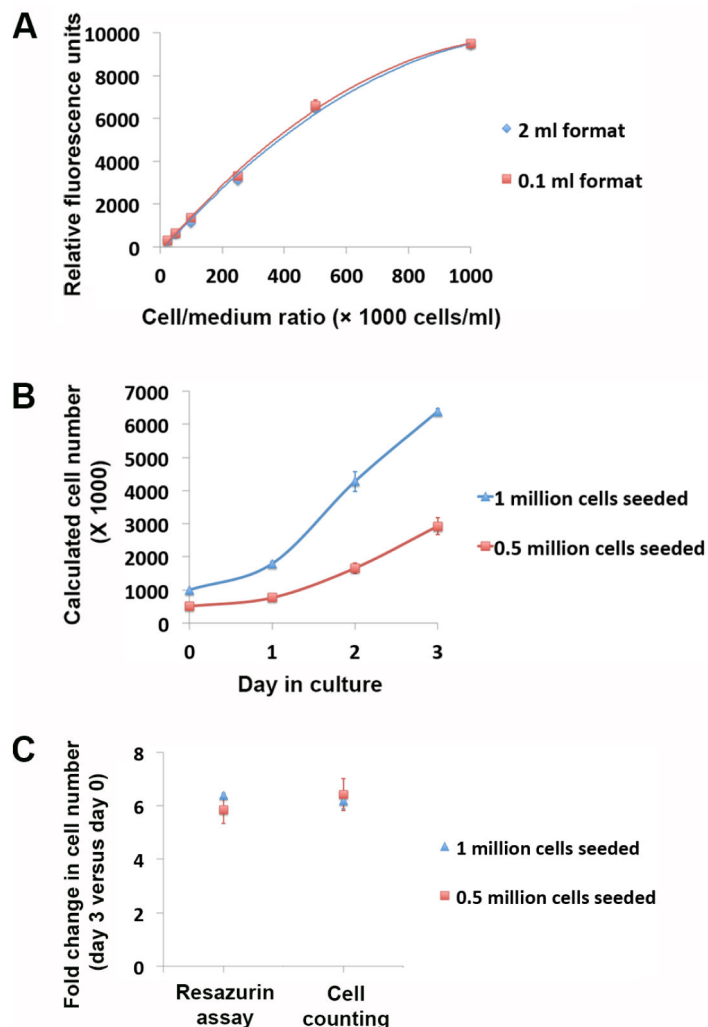 A
Relative fluorescence units
10000
8000
6000
4000
2000
0
0 200 400 600 800 1000
Cell/medium ratio (× 1000 cells/ml)
2 ml format
0.1 ml format
B
Calculated cell number
(X 1000)
7000
6000
5000
4000
3000
2000
1000
0
0 1 2 3
Day in culture
1 million cells seeded
0.5 million cells seeded
C
Fold change in cell number
(day 3 versus day 0)
8
6
4
2
0
Resazurin
assay
Cell
counting
1 million cells seeded
0.5 million cells seeded